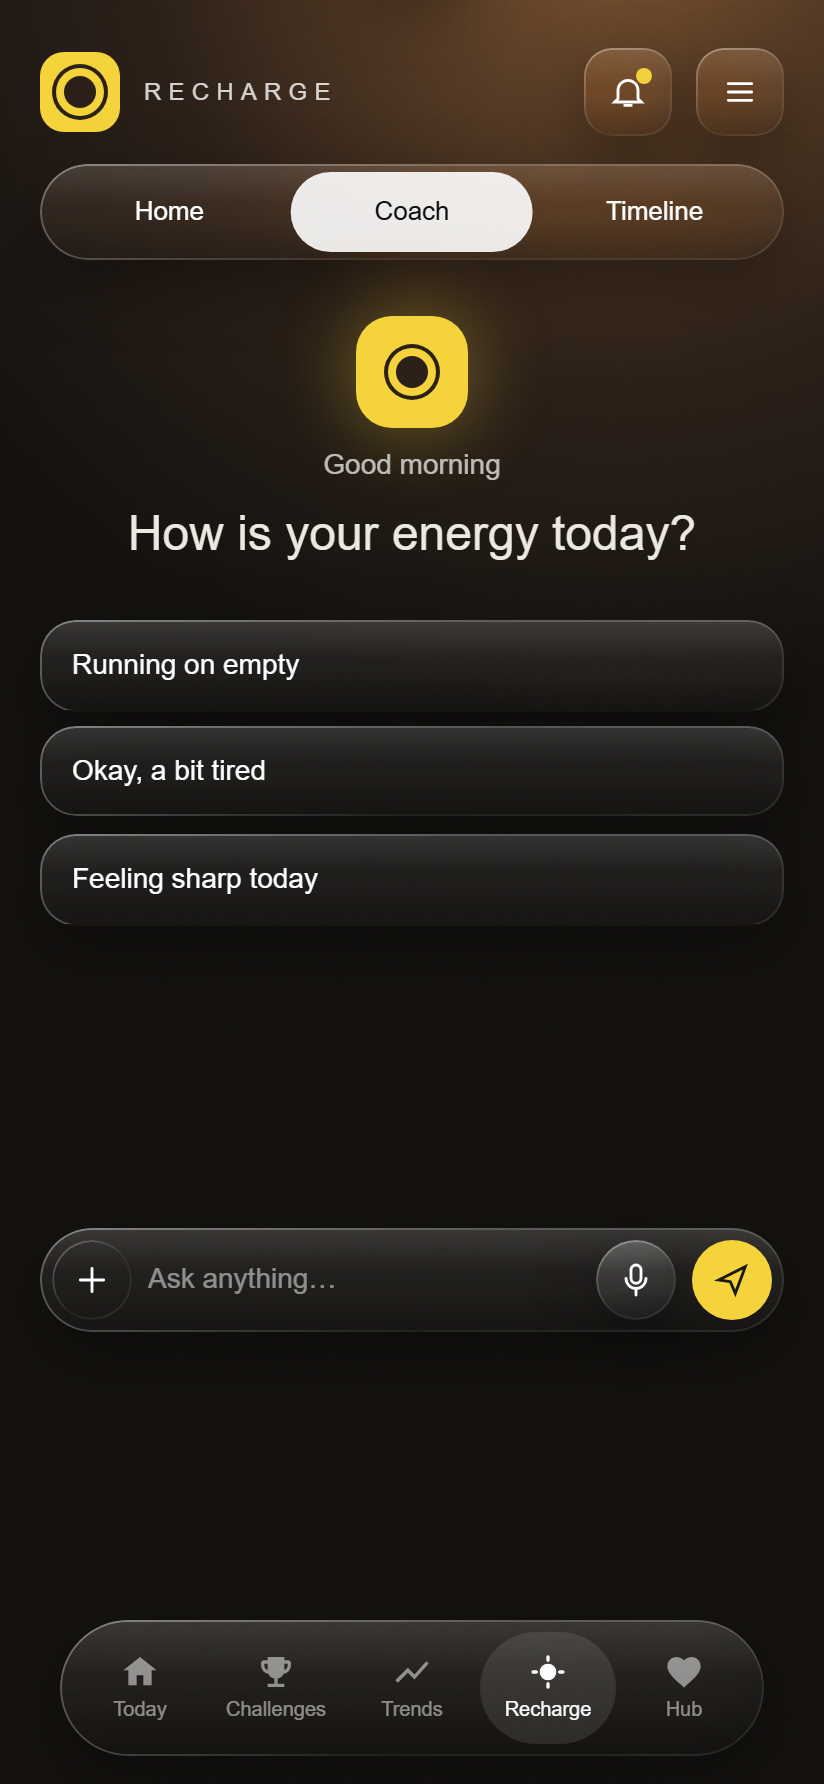 RECHARGE
Home
Coach
Timeline
Good morning
How is your energy today?
Running on empty
Okay, a bit tired
Feeling sharp today
Ask anything...
Today
Challenges
Trends
Recharge
Hub